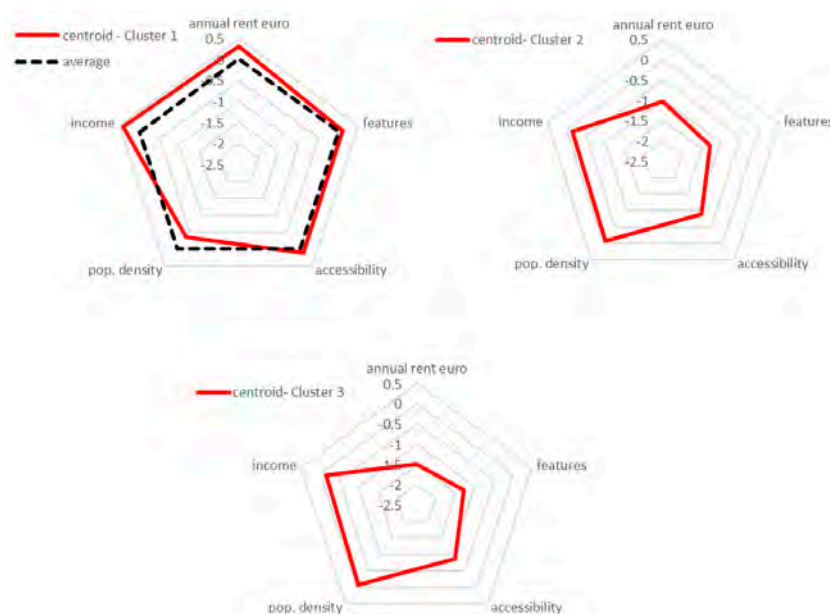 annual rent euro
centroid - Cluster 1
average
0.5
0
-0.5
-1
-1.5
-2
-2.5
income
features
pop. density
accessibility
annual rent euro
centroid- Cluster 2
0.5
0
-0.5
-1
-1.5
-2
-2.5
income
features
pop. density
accessibility
annual rent euro
centroid- Cluster 3
0.5
0
-0.5
-1
-1.5
-2
-2.5
income
features
pop. density
accessibility